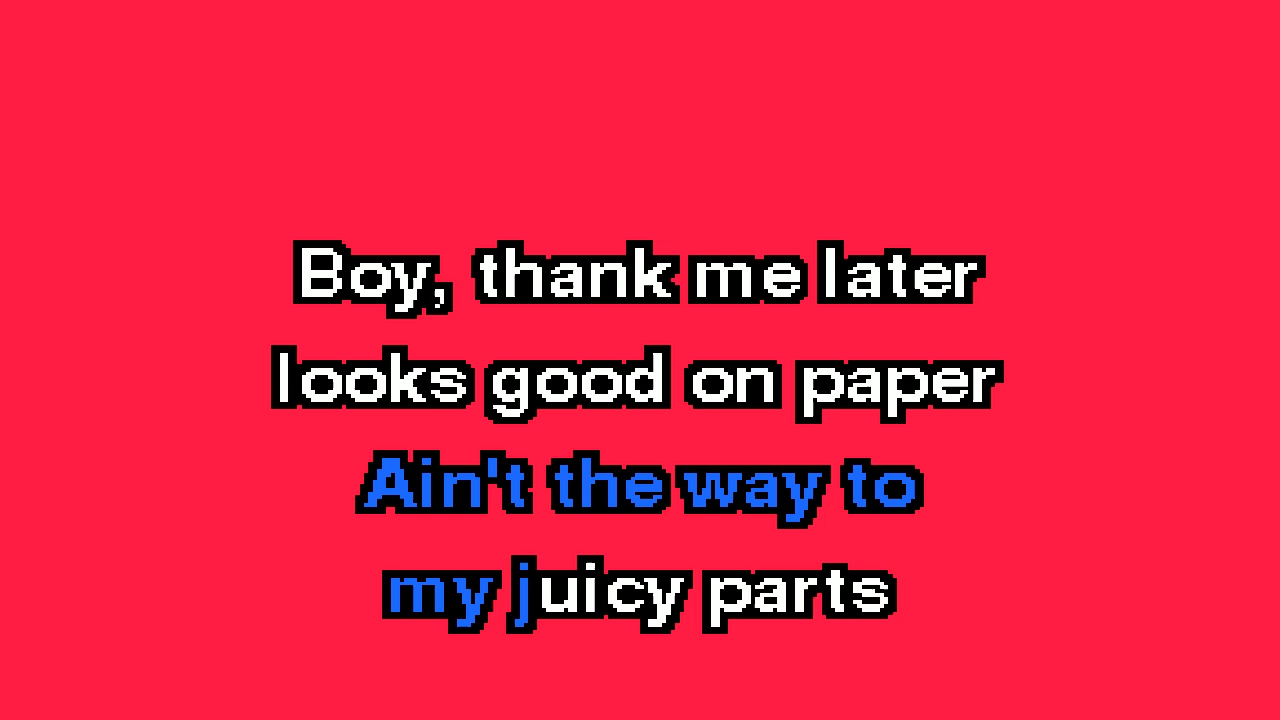 Boy, thank me later
looks good on paper
Ain't the way to
my juicy parts